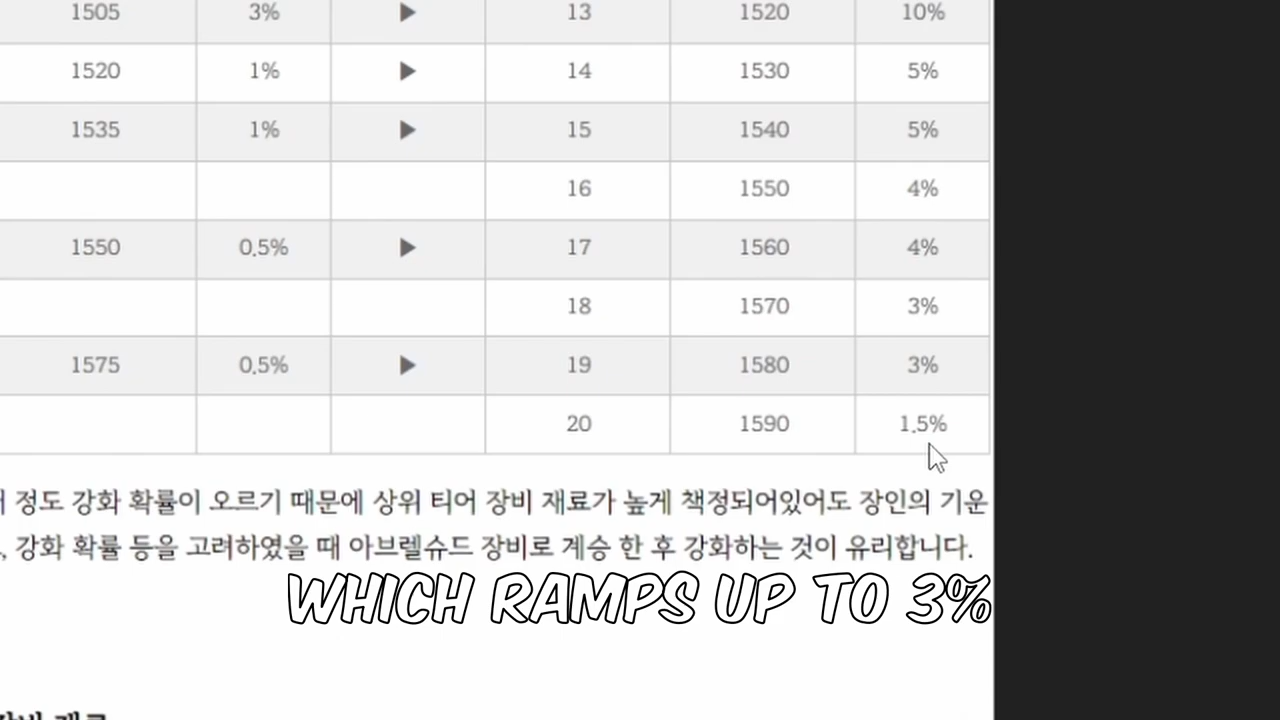 1505 3% ▶ 13 1520 10%
1520 1% ▶ 14 1530 5%
1535 1% ▶ 15 1540 5%
16 1550 4%
1550 0.5% ▶ 17 1560 4%
18 1570 3%
1575 0.5% ▶ 19 1580 3%
20 1590 1.5%
정도 강화 확률이 오르기 때문에 상위 티어 장비 재료가 높게 책정되어있어도 장인의 기운
, 강화 확률 등을 고려하였을 때 아브렐슈드 장비로 계승 한 후 강화하는 것이 유리합니다.
WHICH RAMPS UP TO 3%